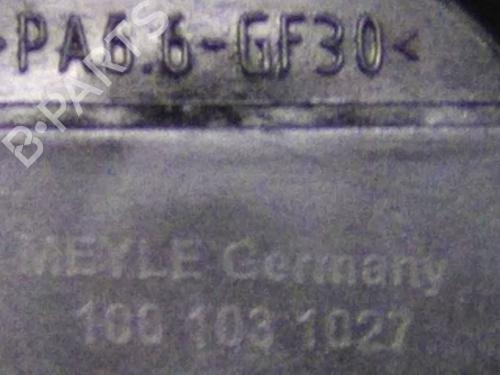 >PA6.6-GF30<
B-PARTS
MEYLE Germany
100 103 1027